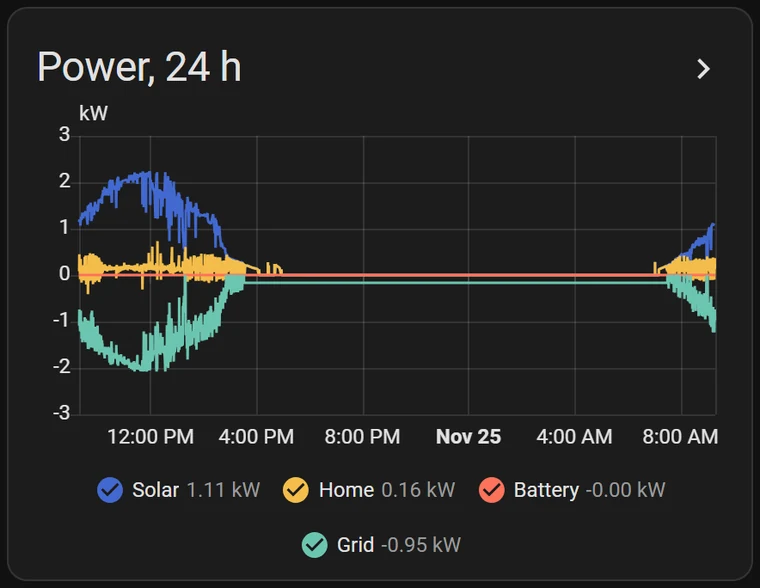 Power, 24 h
kW
3
2
1
0
-1
-2
-3
12:00 PM 4:00 PM 8:00 PM Nov 25 4:00 AM 8:00 AM
Solar 1.11 kW Home 0.16 kW Battery -0.00 kW
Grid -0.95 kW